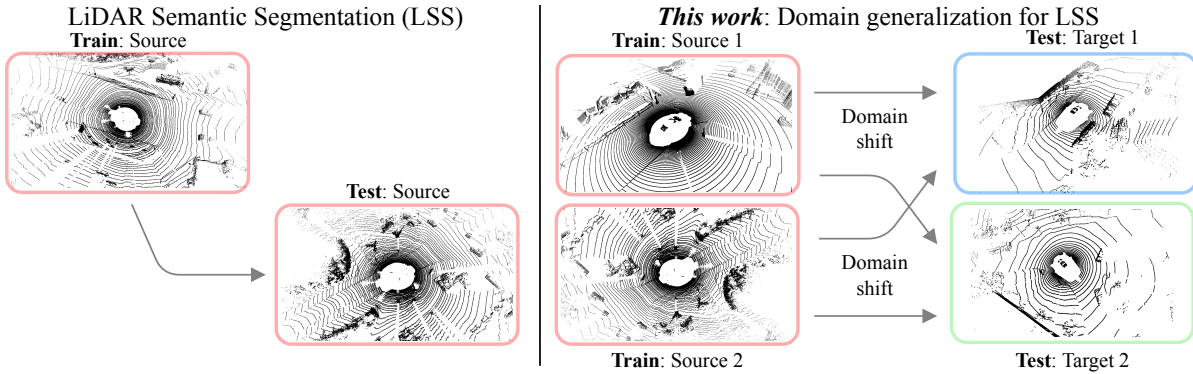 LiDAR Semantic Segmentation (LSS)
Train: Source
Test: Source
This work: Domain generalization for LSS
Train: Source 1
Test: Target 1
Domain
shift
Domain
shift
Train: Source 2
Test: Target 2